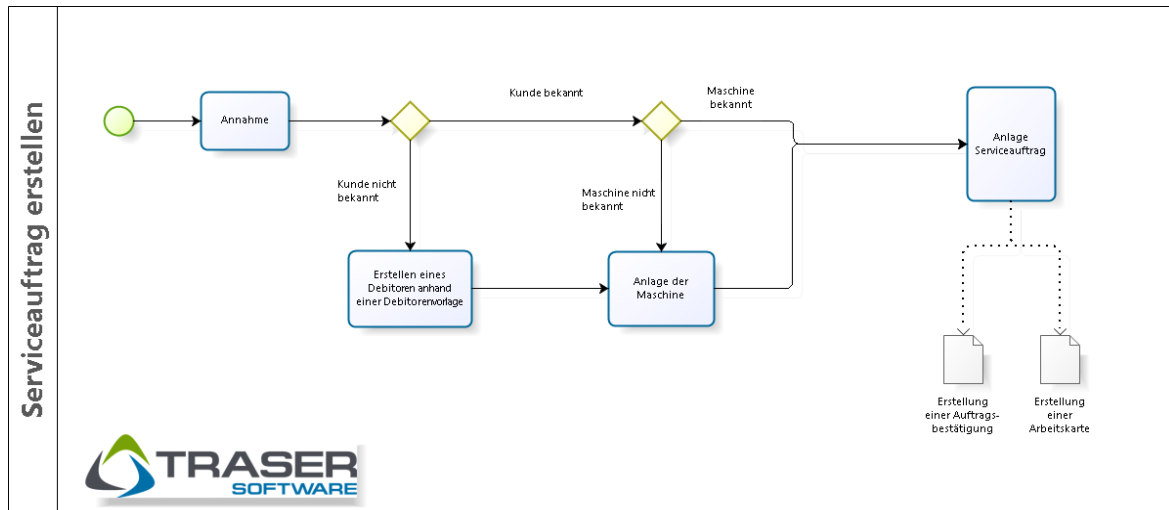 Serviceauftrag erstellen
Annahme
Kunde bekannt
Maschine
bekannt
Anlage
Serviceauftrag
Kunde nicht
bekannt
Maschine nicht
bekannt
Erstellen eines
Debitoren anhand
einer Debitorenvorlage
Anlage der
Maschine
Erstellung
einer Auftrags-
bestätigung
Erstellung
einer
Arbeitskarte
TRASER
SOFTWARE